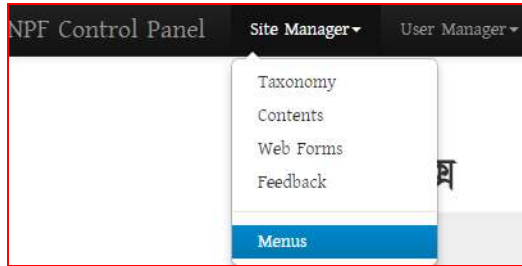 NPF Control Panel Site Manager User Manager
Taxonomy
Contents
Web Forms
Feedback
Menus